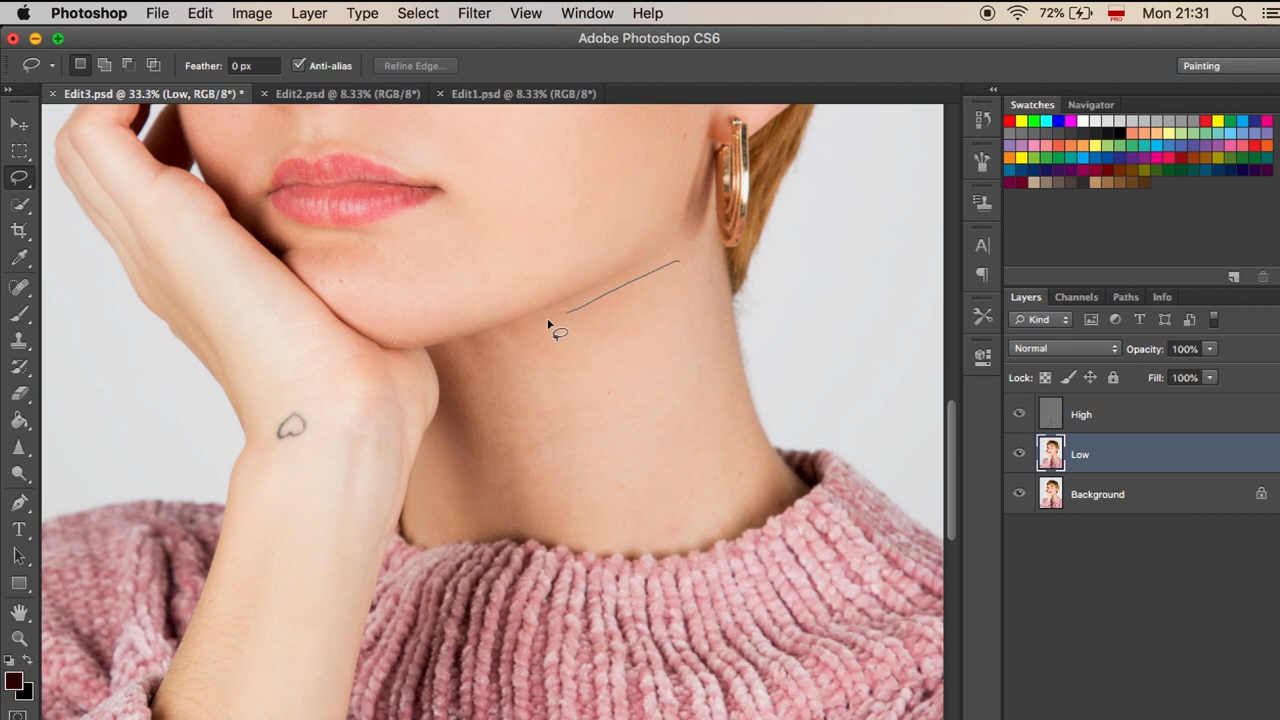 Photoshop File Edit Image Layer Type Select Filter View Window Help 72% PRO Mon 21:31
Adobe Photoshop CS6
Feather: 0 px Anti-alias Refine Edge... Painting
Edit3.psd @ 33.3% (Low, RGB/8*) * Edit2.psd @ 8.33% (RGB/8*) Edit1.psd @ 8.33% (RGB/8*)
Swatches Navigator
Layers Channels Paths Info
Kind
Normal Opacity: 100%
Lock: Fill: 100%
High
Low
Background